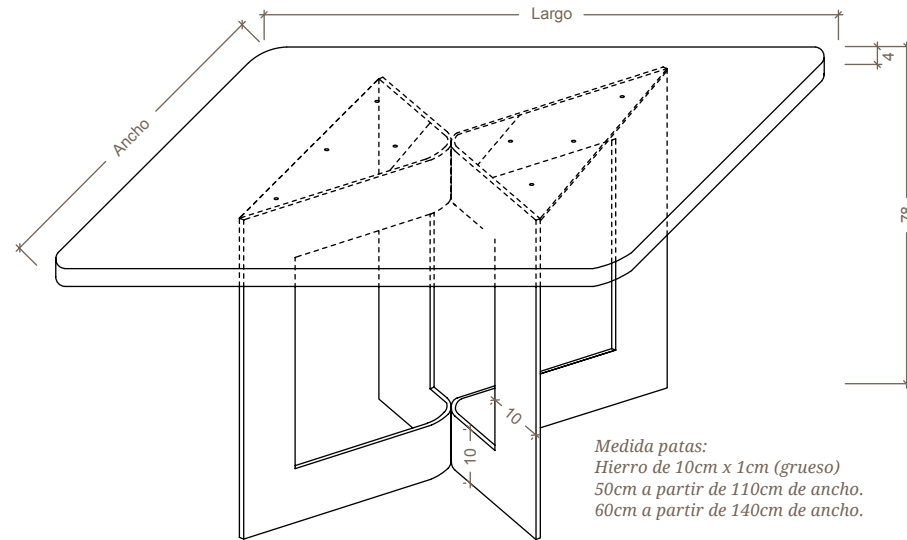 Largo
Ancho
4
78
10
10
Medida patas:
Hierro de 10cm x 1cm (grueso)
50cm a partir de 110cm de ancho.
60cm a partir de 140cm de ancho.